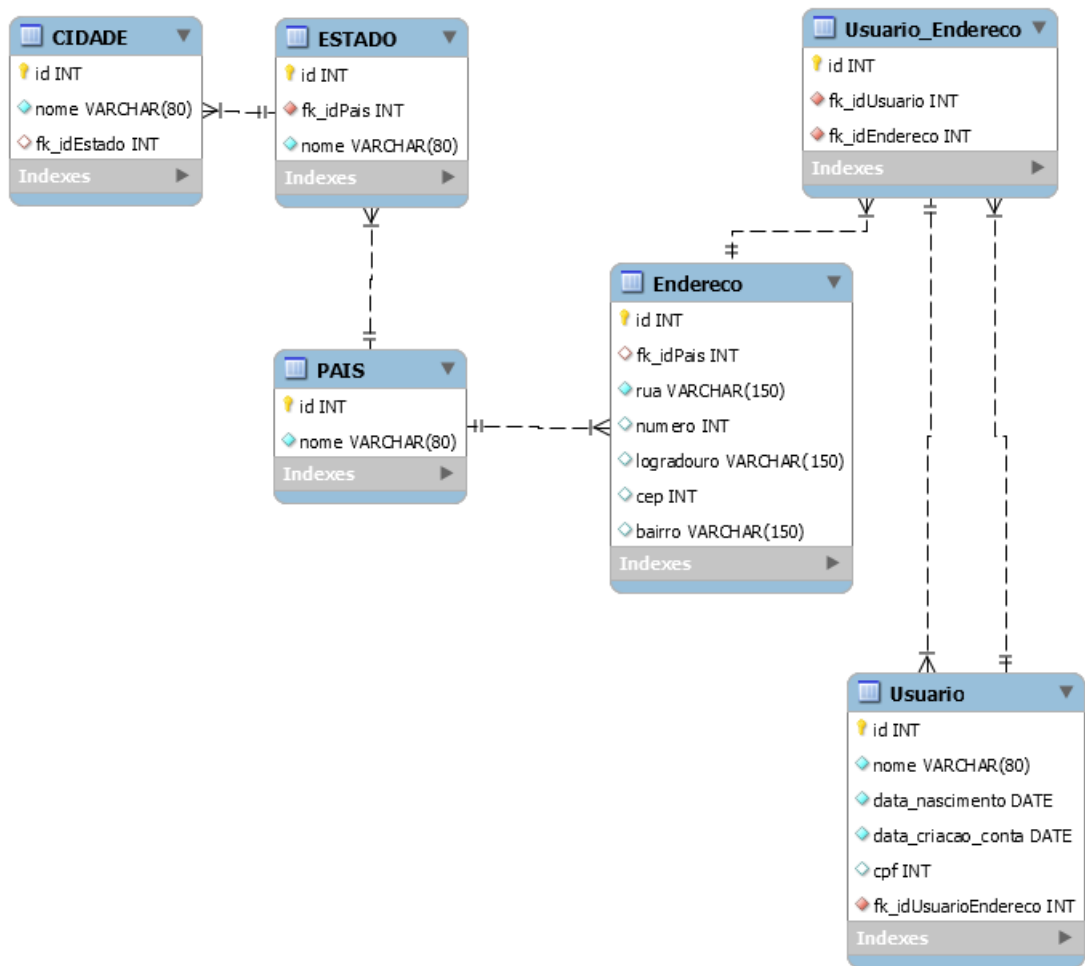 CIDADE
id INT
nome VARCHAR(80)
fk_idEstado INT
Indexes
ESTADO
id INT
fk_idPais INT
nome VARCHAR(80)
Indexes
Usuario_Endereco
id INT
fk_idUsuario INT
fk_idEndereco INT
Indexes
PAIS
id INT
nome VARCHAR(80)
Indexes
Endereco
id INT
fk_idPais INT
rua VARCHAR(150)
numero INT
logradouro VARCHAR(150)
cep INT
bairro VARCHAR(150)
Indexes
Usuario
id INT
nome VARCHAR(80)
data_nascimento DATE
data_criacao_conta DATE
cpf INT
fk_idUsuarioEndereco INT
Indexes